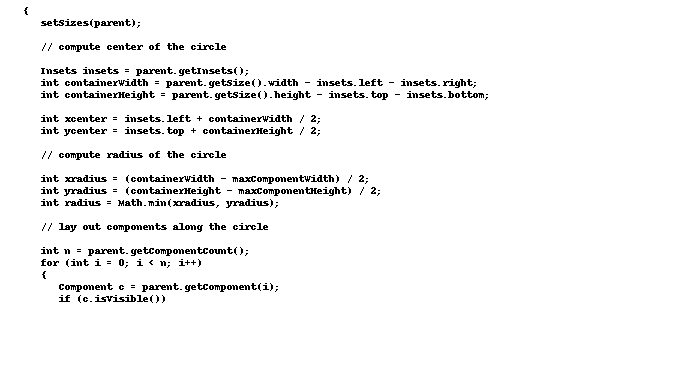 {
setSizes(parent);
// compute center of the circle
Insets insets = parent.getInsets();
int containerWidth = parent.getSize().width - insets.left - insets.right;
int containerHeight = parent.getSize().height - insets.top - insets.bottom;
int xcenter = insets.left + containerWidth / 2;
int ycenter = insets.top + containerHeight / 2;
// compute radius of the circle
int xradius = (containerWidth - maxComponentWidth) / 2;
int yradius = (containerHeight - maxComponentHeight) / 2;
int radius = Math.min(xradius, yradius);
// lay out components along the circle
int n = parent.getComponentCount();
for (int i = 0; i < n; i++)
{
Component c = parent.getComponent(i);
if (c.isVisible())